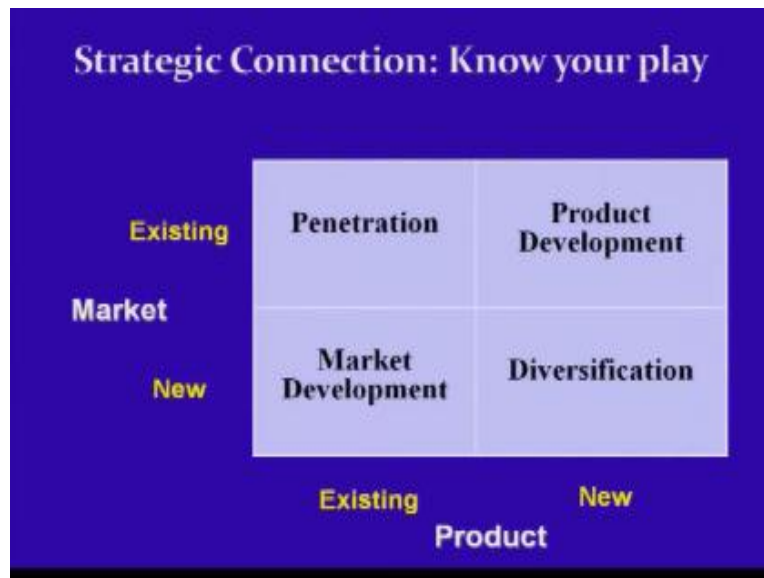 Strategic Connection: Know your play
Existing
Penetration
Product
Development
Market
New
Market
Development
Diversification
Existing
New
Product